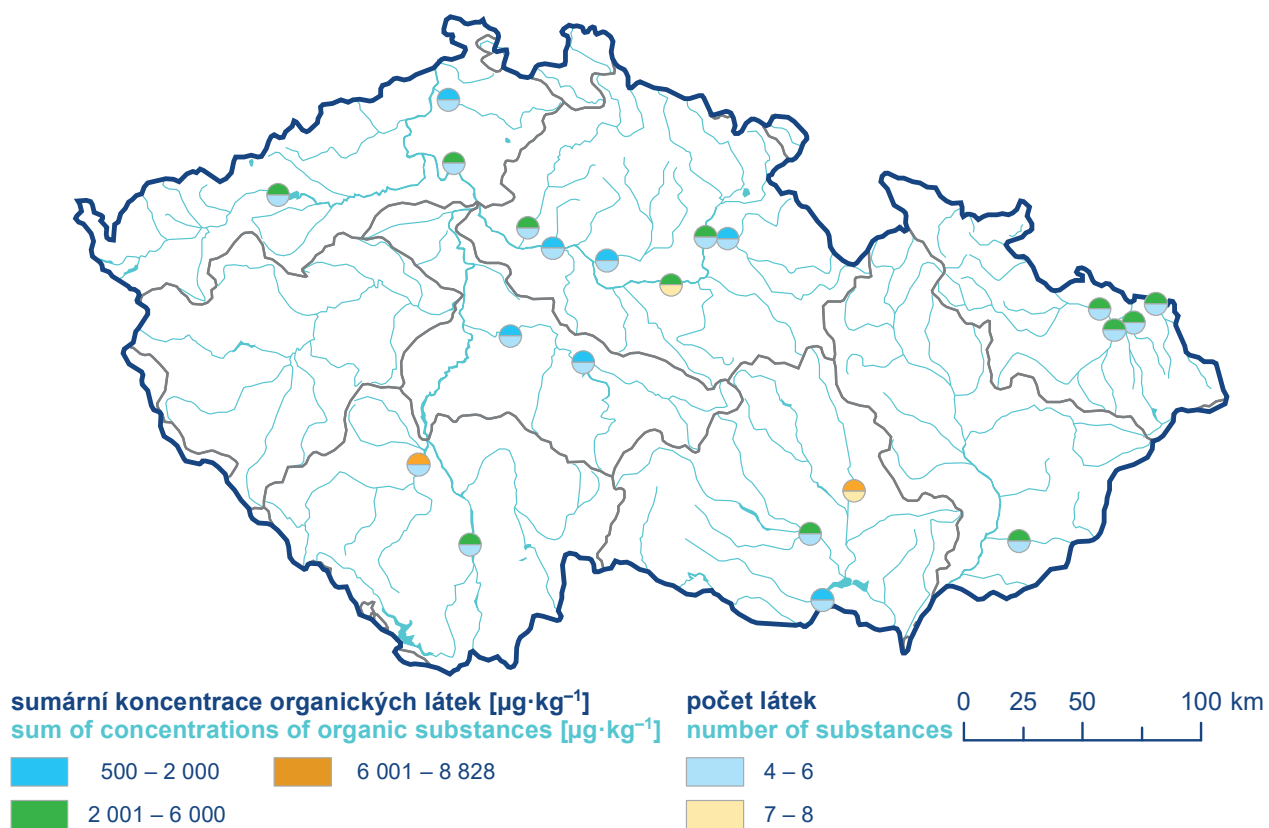 sumární koncentrace organických látek [µg·kg⁻¹]
sum of concentrations of organic substances [µg·kg⁻¹]
500 – 2 000
6 001 – 8 828
2 001 – 6 000
počet látek
number of substances
4 – 6
7 – 8
0 25 50 100 km